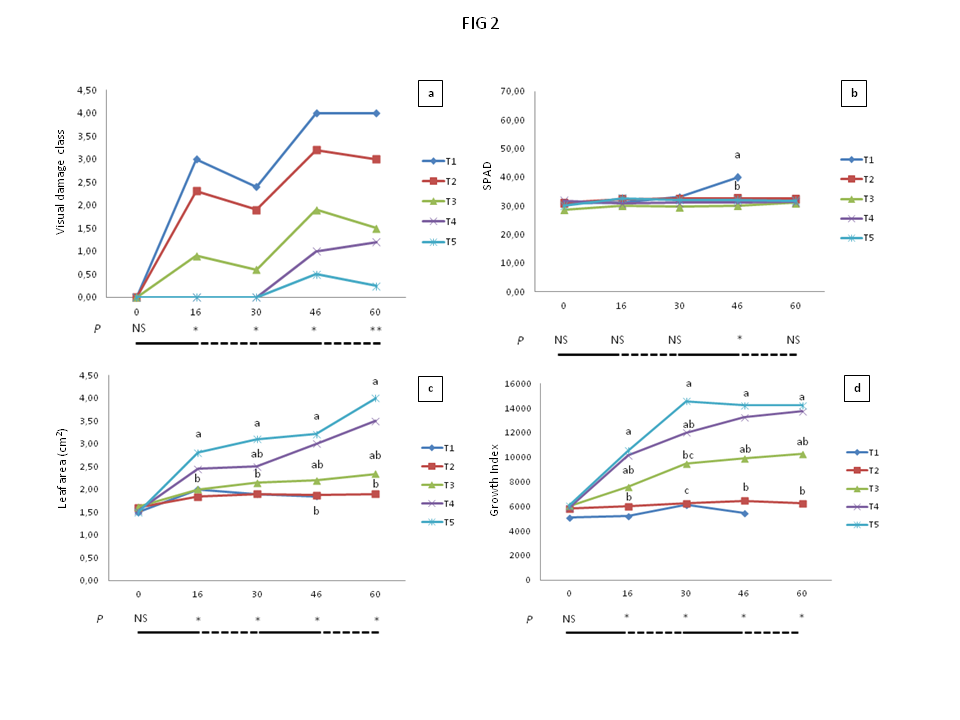 FIG 2
a
Visual damage class
4,50
4,00
3,50
3,00
2,50
2,00
1,50
1,00
0,50
0,00
0 16 30 46 60
P NS * * * **
T1
T2
T3
T4
T5
b
SPAD
70,00
60,00
50,00
40,00
30,00
20,00
10,00
0,00
a
b
0 16 30 46 60
P NS NS NS * NS
T1
T2
T3
T4
T5
c
Leaf area (cm²)
4,50
4,00
3,50
3,00
2,50
2,00
1,50
1,00
0,50
0,00
a a a a
ab ab ab
b b b b
0 16 30 46 60
P NS * * * *
T1
T2
T3
T4
T5
d
Growth Index
16000
14000
12000
10000
8000
6000
4000
2000
0
a a a a
ab ab ab ab
bc
b c b b
0 16 30 46 60
P NS * * * *
T1
T2
T3
T4
T5